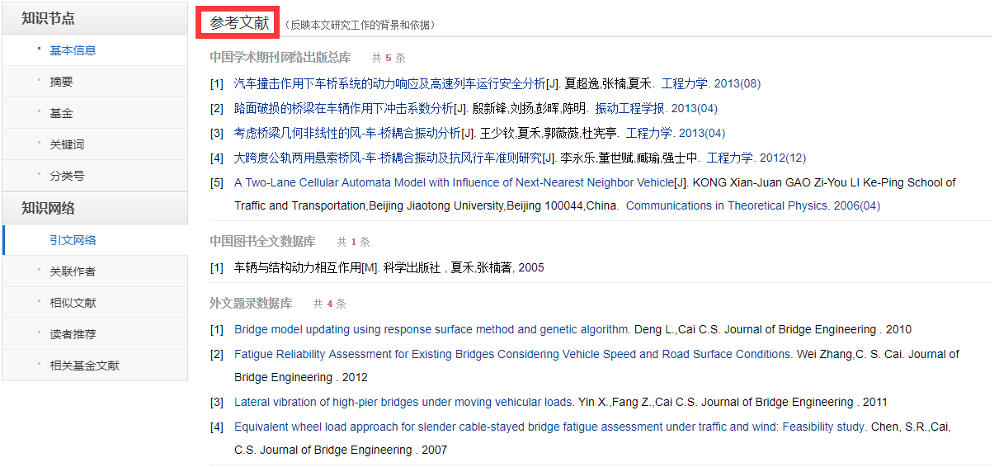 知识节点
基本信息
摘要
基金
关键词
分类号
知识网络
引文网络
关联作者
相似文献
读者推荐
相关基金文献
参考文献 （反映本文研究工作的背景和依据）
中国学术期刊网络出版总库 共 5 条
[1] 汽车撞击作用下车桥系统的动力响应及高速列车运行安全分析[J]. 夏超逸,张楠,夏禾. 工程力学. 2013(08)
[2] 路面破损的桥梁在车辆作用下冲击系数分析[J]. 殷新锋,刘扬,彭晖,陈明. 振动工程学报. 2013(04)
[3] 考虑桥梁几何非线性的风-车-桥耦合振动分析[J]. 王少钦,夏禾,郭薇薇,杜宪亭. 工程力学. 2013(04)
[4] 大跨度公轨两用悬索桥风-车-桥耦合振动及抗风行车准则研究[J]. 李永乐,董世赋,臧瑜,强士中. 工程力学. 2012(12)
[5] A Two-Lane Cellular Automata Model with Influence of Next-Nearest Neighbor Vehicle[J]. KONG Xian-Juan GAO Zi-You LI Ke-Ping School of
Traffic and Transportation,Beijing Jiaotong University,Beijing 100044,China. Communications in Theoretical Physics. 2006(04)
中国图书全文数据库 共 1 条
[1] 车辆与结构动力相互作用[M]. 科学出版社 , 夏禾,张楠著, 2005
外文题录数据库 共 4 条
[1] Bridge model updating using response surface method and genetic algorithm. Deng L.,Cai C.S. Journal of Bridge Engineering . 2010
[2] Fatigue Reliability Assessment for Existing Bridges Considering Vehicle Speed and Road Surface Conditions. Wei Zhang,C. S. Cai. Journal of
Bridge Engineering . 2012
[3] Lateral vibration of high-pier bridges under moving vehicular loads. Yin X.,Fang Z.,Cai C.S. Journal of Bridge Engineering . 2011
[4] Equivalent wheel load approach for slender cable-stayed bridge fatigue assessment under traffic and wind: Feasibility study. Chen, S.R.,Cai,
C.S. Journal of Bridge Engineering . 2007